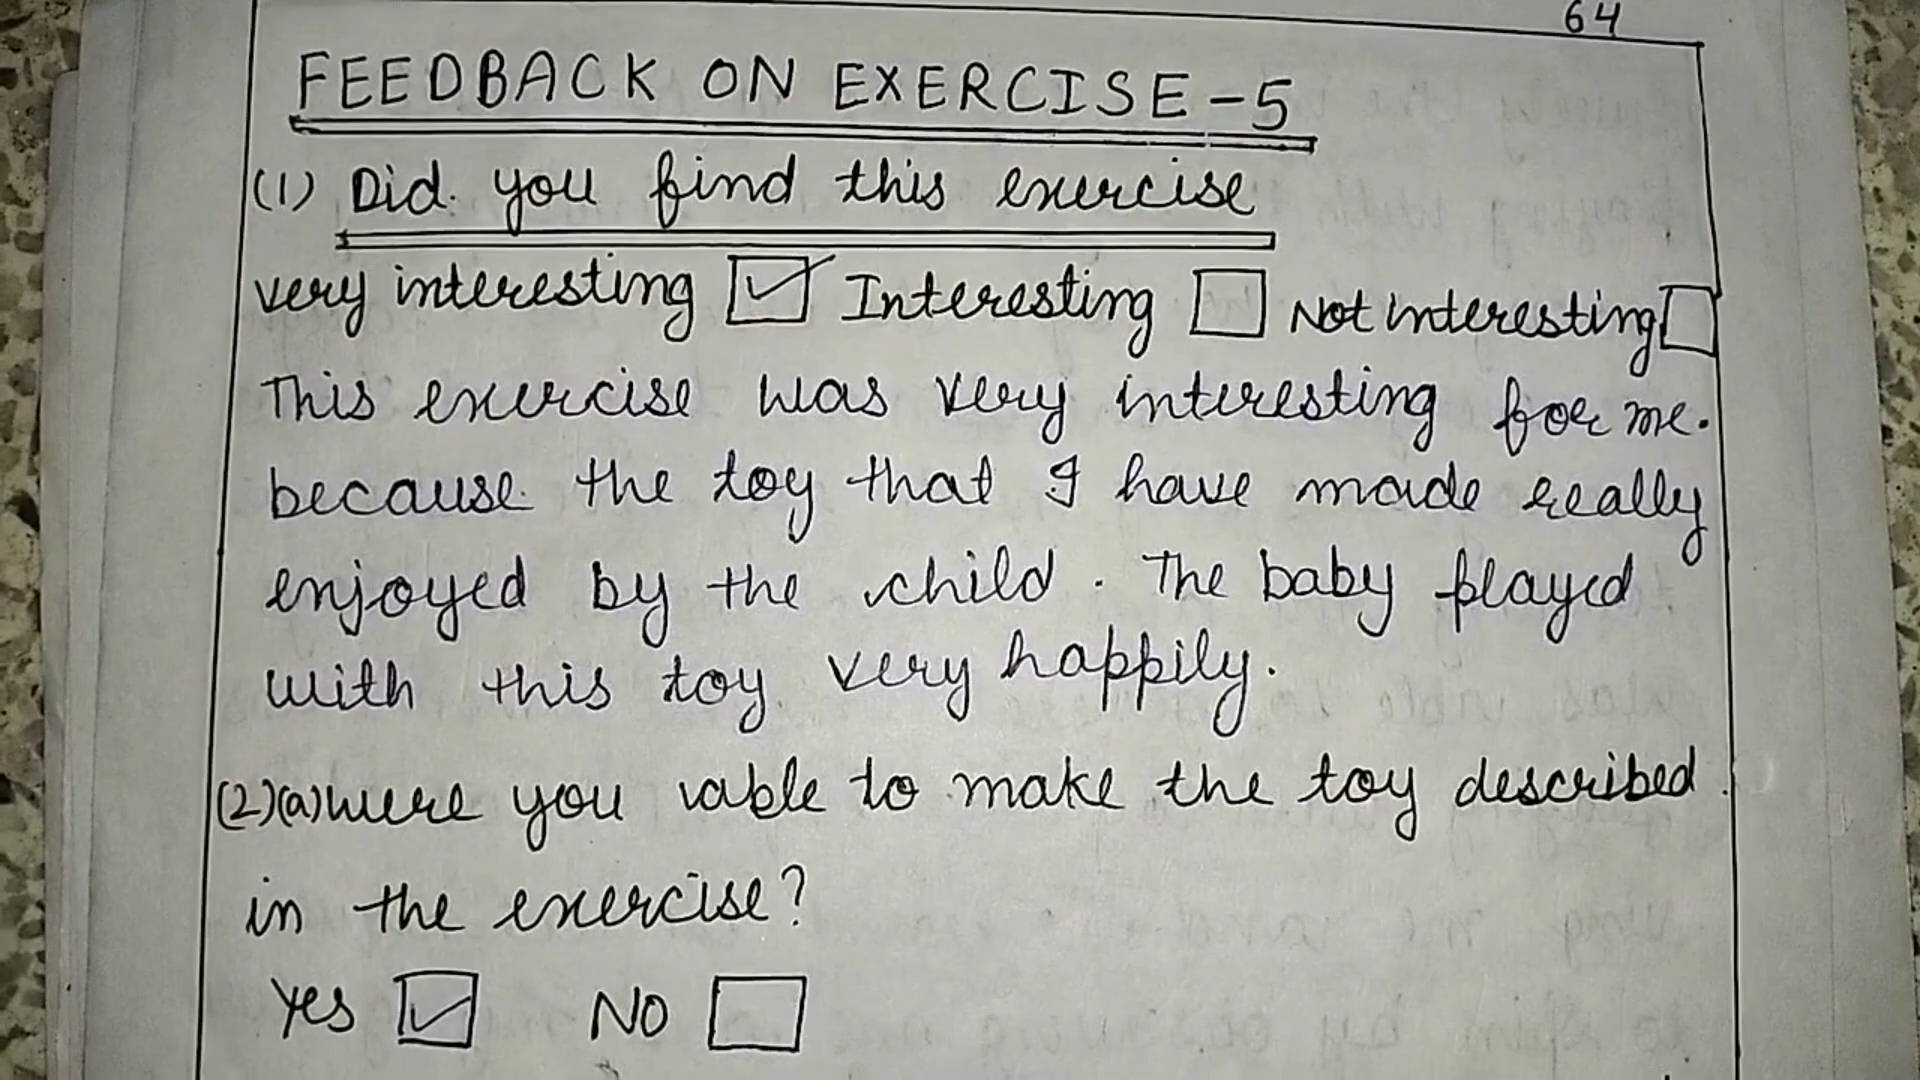 64
FEEDBACK ON EXERCISE-5
(1) Did you find this exercise
very interesting ☑ Interesting ☐ Not interesting ☐
This exercise was very interesting for me.
because the toy that I have made really
enjoyed by the child. The baby played
with this toy very happily.
(2)(a) were you able to make the toy described
in the exercise?
Yes ☑ NO ☐